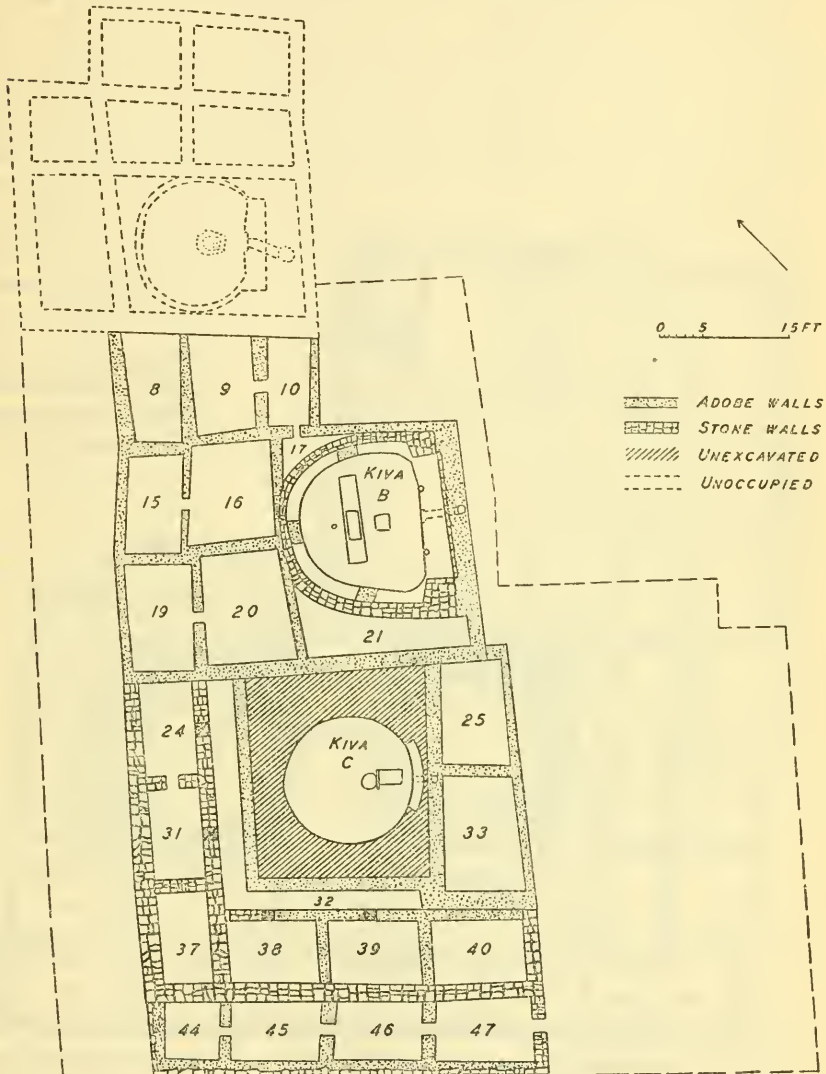 0 5 15 FT
ADOBE WALLS
STONE WALLS
UNEXCAVATED
UNOCCUPIED
8 9 10
17
KIVA
B
15 16
19 20
21
24
KIVA
C
25
31
33
32
37 38 39 40
44 45 46 47